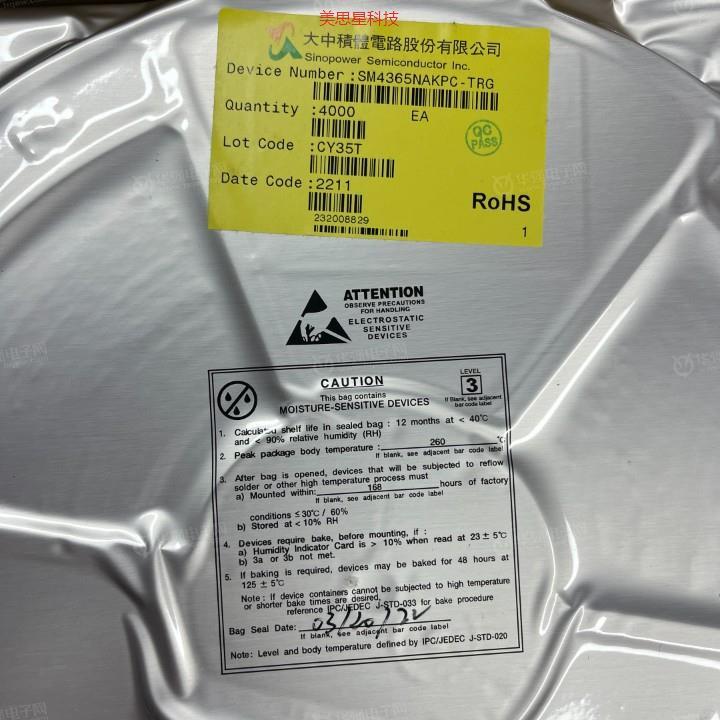 美思星科技
大中積體電路股份有限公司
Sinopower Semiconductor Inc.
Device Number :SM4365NAKPC-TRG
Quantity :4000 EA
QC PASS
Lot Code :CY35T
Date Code :2211
RoHS
232008829
1
ATTENTION
OBSERVE PRECAUTIONS
FOR HANDLING
ELECTROSTATIC
SENSITIVE
DEVICES
CAUTION
This bag contains
MOISTURE-SENSITIVE DEVICES
LEVEL
3
If Blank, see adjacent
bar code label
1. Calculated shelf life in sealed bag : 12 months at < 40°C
and < 90% relative humidity (RH)
2. Peak package body temperature : 260 °C
If blank, see adjacent bar code label
3. After bag is opened, devices that will be subjected to reflow
solder or other high temperature process must
a) Mounted within: 168 hours of factory
If blank, see adjacent bar code label
conditions ≤30°C / 60%
b) Stored at < 10% RH
4. Devices require bake, before mounting, if :
a) Humidity Indicator Card is > 10% when read at 23 ± 5°C
b) 3a or 3b not met.
5. If baking is required, devices may be baked for 48 hours at
125 ± 5°C
Note : If device containers cannot be subjected to high temperature
or shorter bake times are desired,
reference IPC/JEDEC J-STD-033 for bake procedure
Bag Seal Date: 03/20/22
If blank, see adjacent bar code label
Note: Level and body temperature defined by IPC/JEDEC J-STD-020